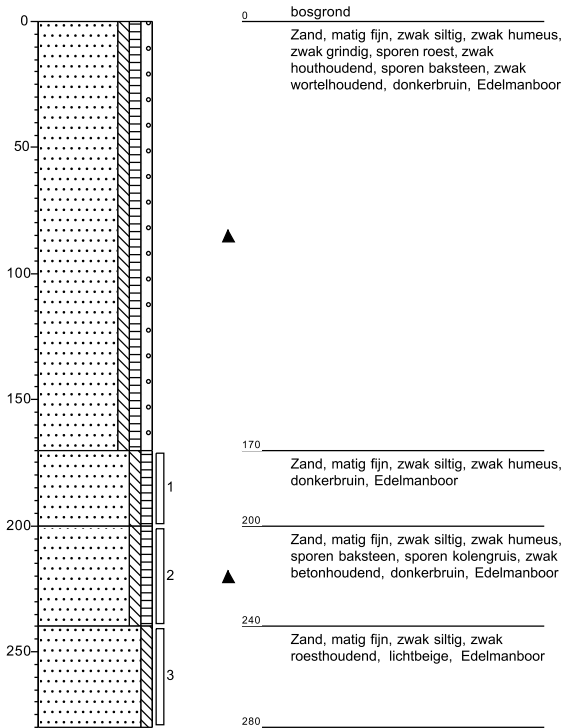 bosgrond
0
0
Zand, matig fijn, zwak siltig, zwak humeus,
zwak grindig, sporen roest, zwak
houthoudend, sporen baksteen, zwak
wortelhoudend, donkerbruin, Edelmanboor
50
100
150
170
Zand, matig fijn, zwak siltig, zwak humeus,
donkerbruin, Edelmanboor
1
200
200
Zand, matig fijn, zwak siltig, zwak humeus,
sporen baksteen, sporen kolengruis, zwak
betonhoudend, donkerbruin, Edelmanboor
2
240
Zand, matig fijn, zwak siltig, zwak
roesthoudend, lichtbeige, Edelmanboor
250
3
280